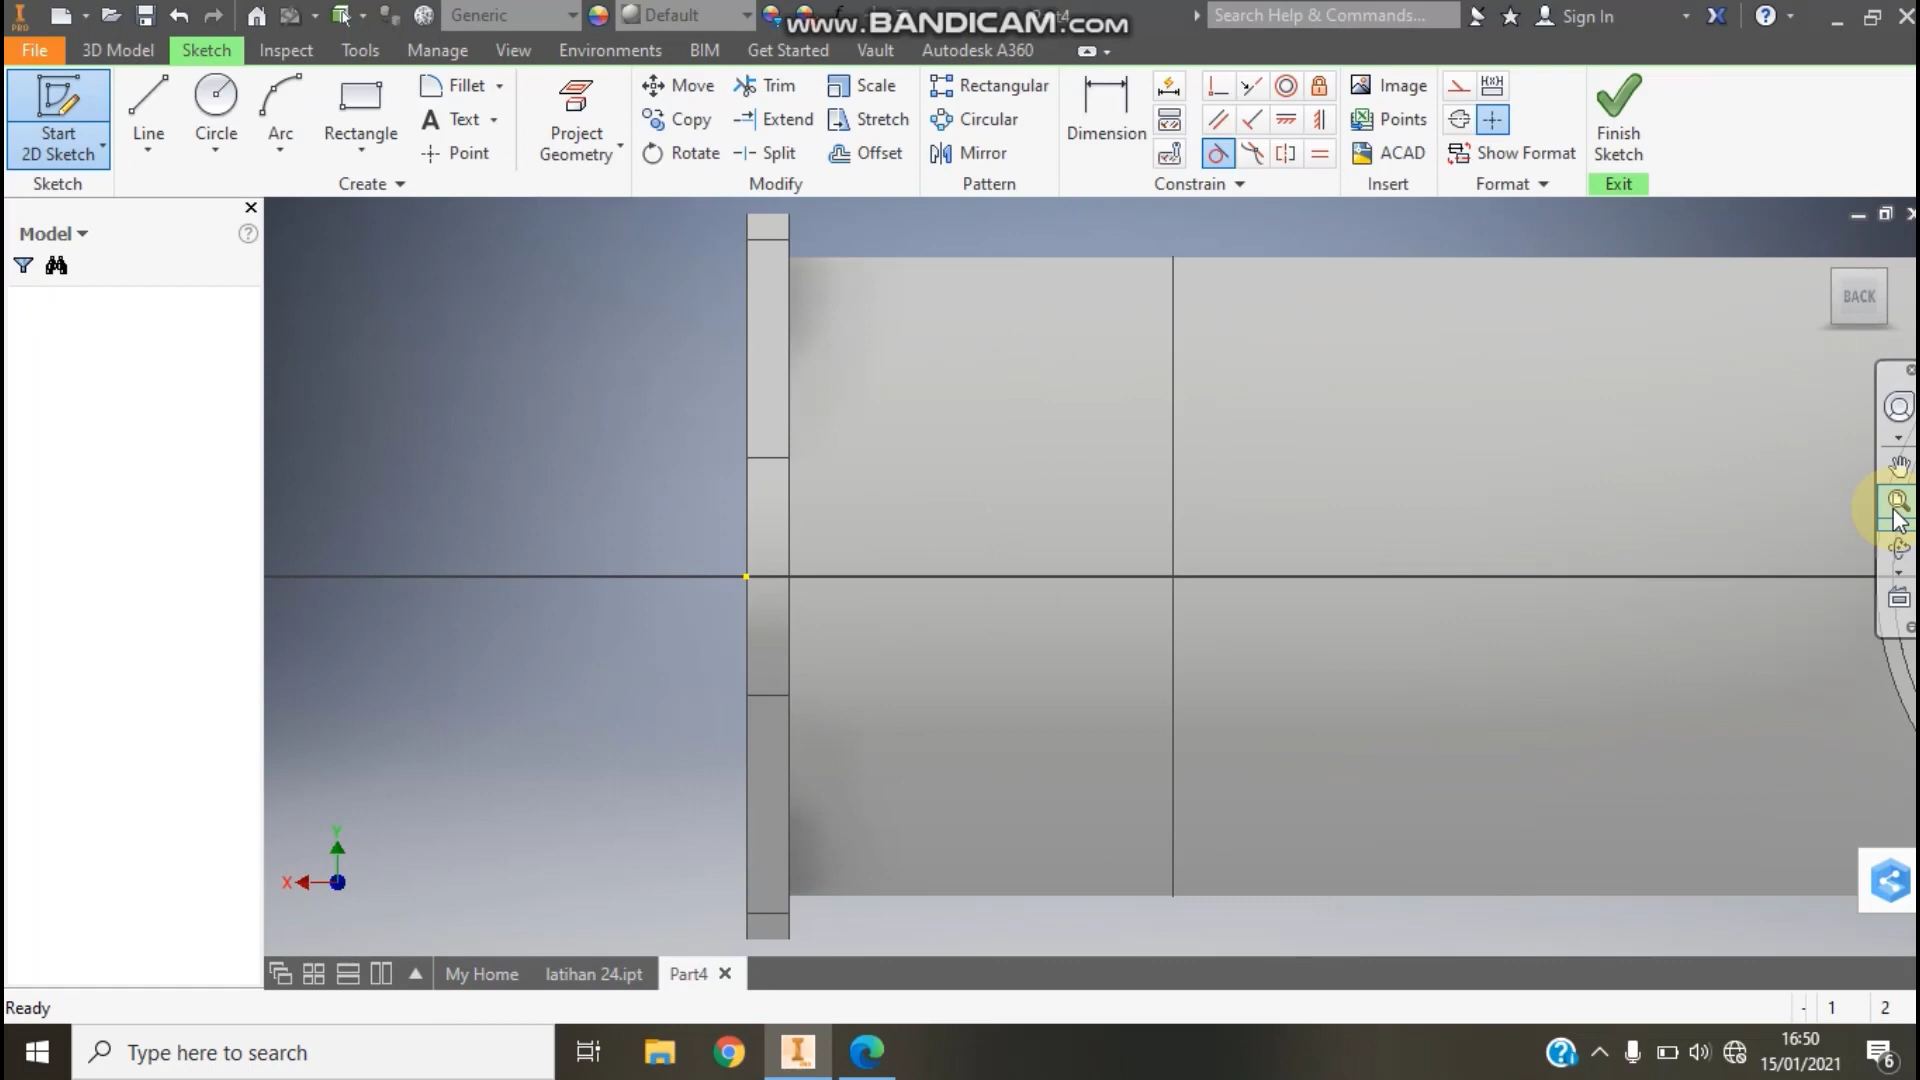 PRO
Generic
Default
www.BANDICAM.com
Search Help & Commands...
Sign In
File
3D Model
Sketch
Inspect
Tools
Manage
View
Environments
BIM
Get Started
Vault
Autodesk A360
Start
2D Sketch
Line
Circle
Arc
Rectangle
Fillet
Text
Point
Project
Geometry
Move
Copy
Rotate
Trim
Extend
Split
Scale
Stretch
Offset
Rectangular
Circular
Mirror
Dimension
Image
Points
ACAD
Show Format
Finish
Sketch
Sketch
Create
Modify
Pattern
Constrain
Insert
Format
Exit
Model
BACK
Y
X
My Home
latihan 24.ipt
Part4
Ready
1
2
Type here to search
16:50
15/01/2021
6